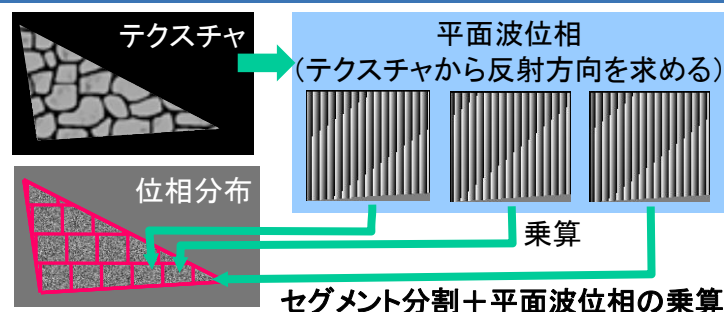 テクスチャ
平面波位相
(テクスチャから反射方向を求める)
位相分布
乗算
セグメント分割＋平面波位相の乗算